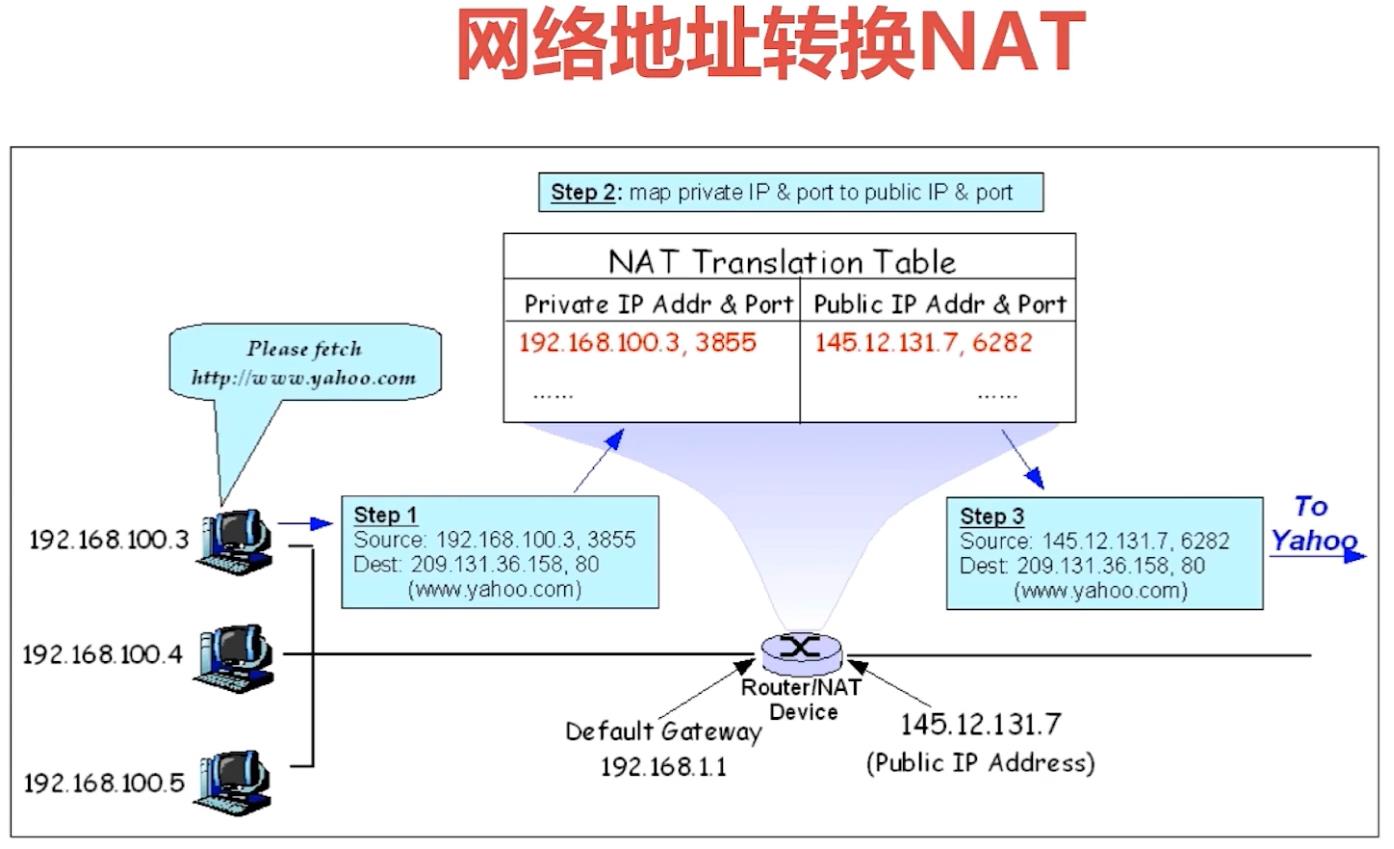 网络地址转换NAT
Step 2: map private IP & port to public IP & port
NAT Translation Table
Private IP Addr & Port
Public IP Addr & Port
192.168.100.3, 3855
145.12.131.7, 6282
......
......
Please fetch
http://www.yahoo.com
192.168.100.3
Step 1
Source: 192.168.100.3, 3855
Dest: 209.131.36.158, 80
(www.yahoo.com)
Step 3
Source: 145.12.131.7, 6282
Dest: 209.131.36.158, 80
(www.yahoo.com)
To
Yahoo
192.168.100.4
Router/NAT
Device
Default Gateway
192.168.1.1
145.12.131.7
(Public IP Address)
192.168.100.5